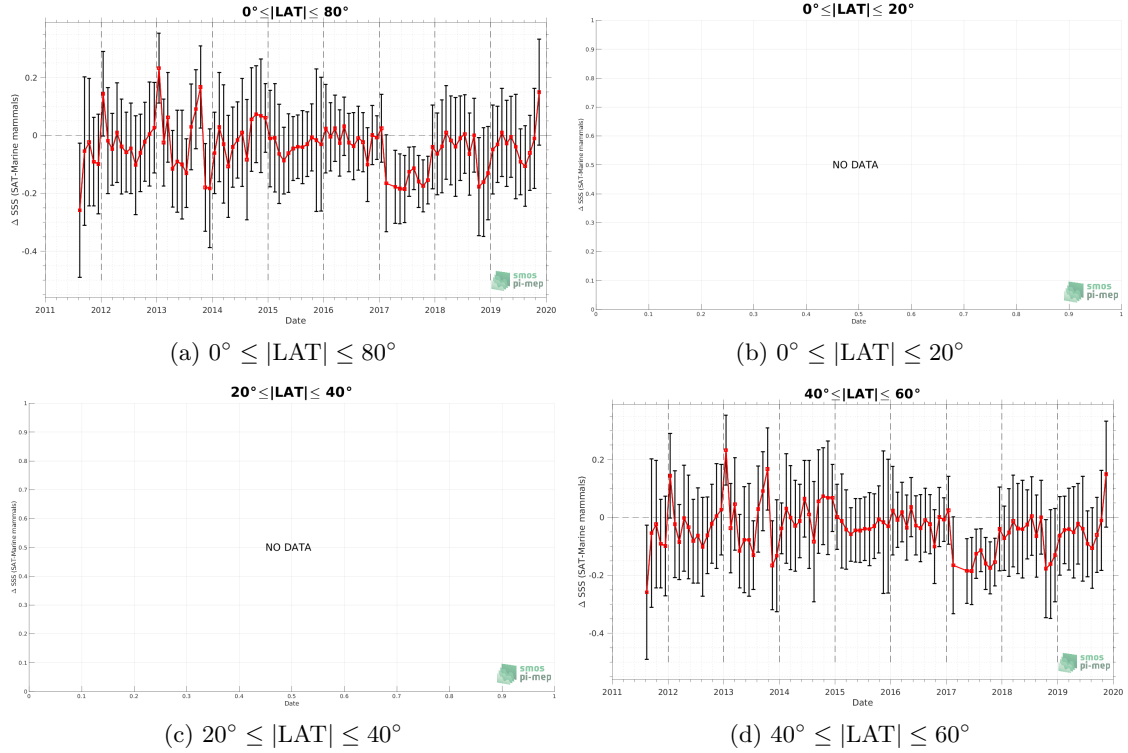 0°≤|LAT|≤ 80°
Δ SSS (SAT-Marine mammals)
0.2
0
-0.2
-0.4
smos
pi-mep
2011 2012 2013 2014 2015 2016 2017 2018 2019 2020
Date
(a) 0° ≤ |LAT| ≤ 80°
0°≤|LAT|≤ 20°
Δ SSS (SAT-Marine mammals)
1
0.9
0.8
0.7
0.6
0.5
0.4
0.3
0.2
0.1
0
NO DATA
smos
pi-mep
0 0.1 0.2 0.3 0.4 0.5 0.6 0.7 0.8 0.9 1
Date
(b) 0° ≤ |LAT| ≤ 20°
20°≤|LAT|≤ 40°
Δ SSS (SAT-Marine mammals)
1
0.9
0.8
0.7
0.6
0.5
0.4
0.3
0.2
0.1
0
NO DATA
smos
pi-mep
0 0.1 0.2 0.3 0.4 0.5 0.6 0.7 0.8 0.9 1
Date
(c) 20° ≤ |LAT| ≤ 40°
40°≤|LAT|≤ 60°
Δ SSS (SAT-Marine mammals)
0.2
0
-0.2
-0.4
smos
pi-mep
2011 2012 2013 2014 2015 2016 2017 2018 2019 2020
Date
(d) 40° ≤ |LAT| ≤ 60°